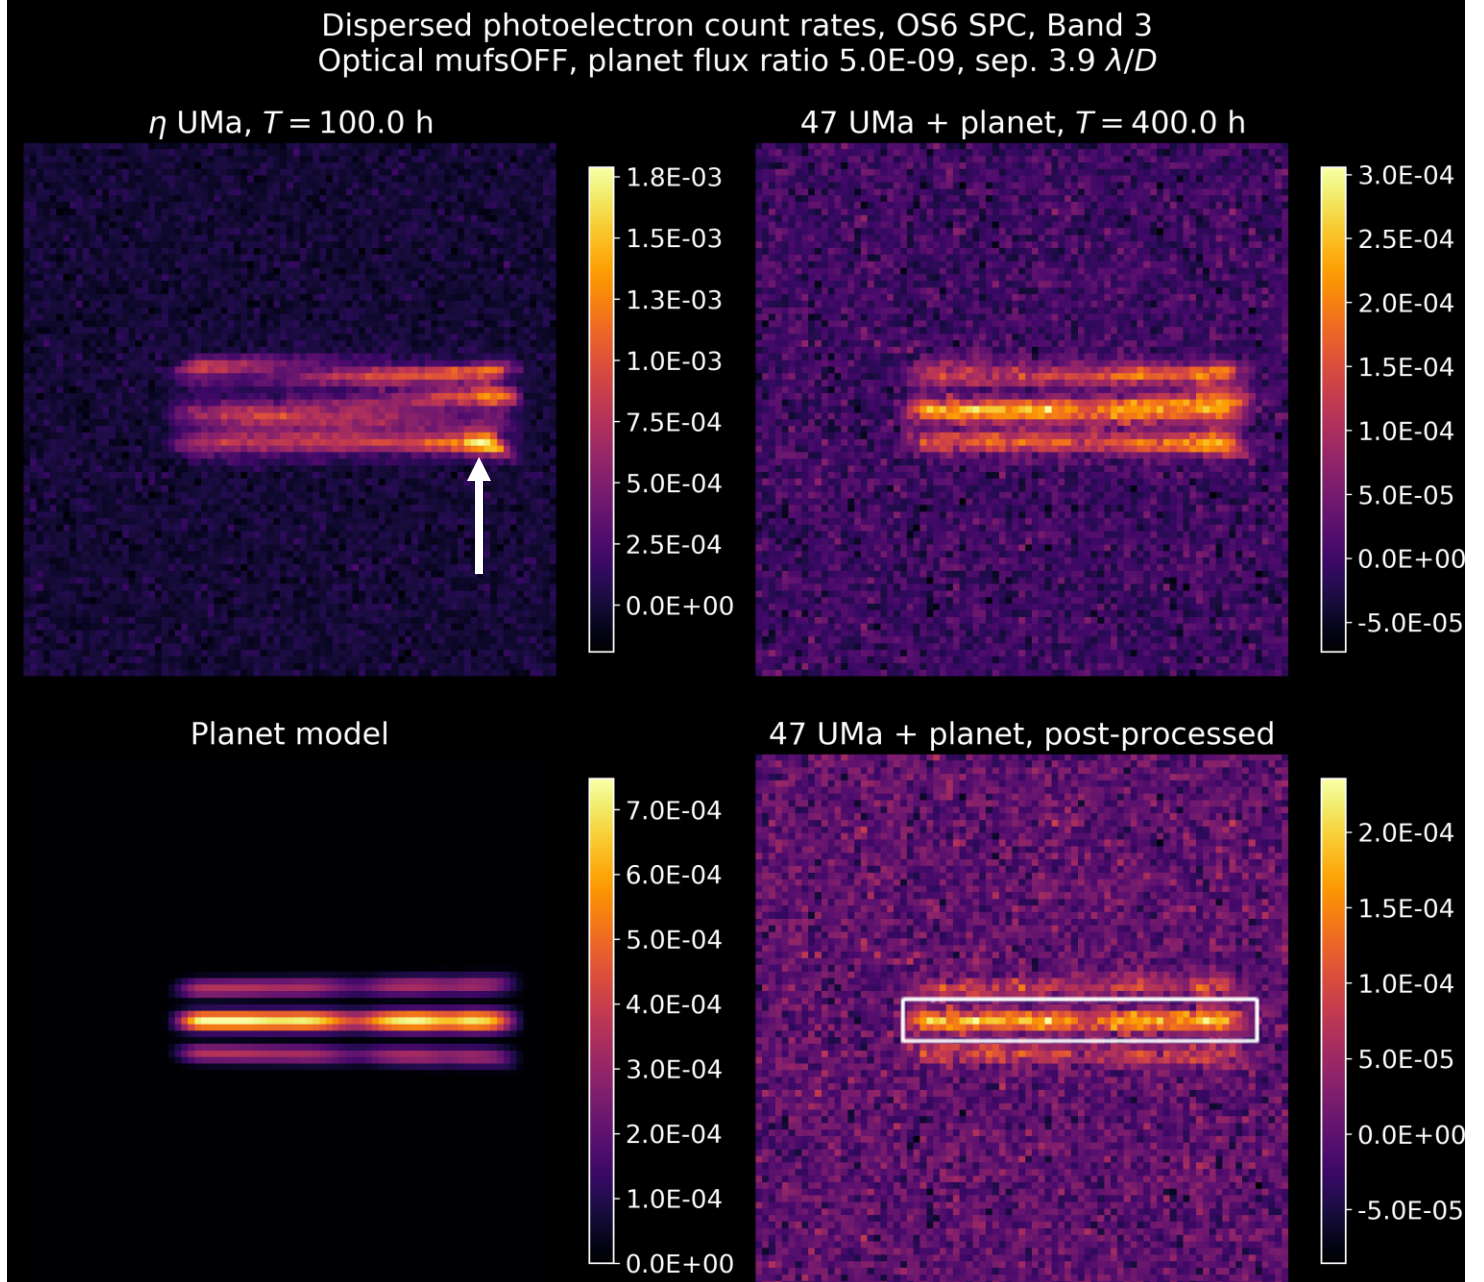 Dispersed photoelectron count rates, OS6 SPC, Band 3
Optical mufsOFF, planet flux ratio 5.0E-09, sep. 3.9 λ/D
η UMa, T = 100.0 h
1.8E-03
1.5E-03
1.3E-03
1.0E-03
7.5E-04
5.0E-04
2.5E-04
0.0E+00
47 UMa + planet, T = 400.0 h
3.0E-04
2.5E-04
2.0E-04
1.5E-04
1.0E-04
5.0E-05
0.0E+00
-5.0E-05
Planet model
7.0E-04
6.0E-04
5.0E-04
4.0E-04
3.0E-04
2.0E-04
1.0E-04
0.0E+00
47 UMa + planet, post-processed
2.0E-04
1.5E-04
1.0E-04
5.0E-05
0.0E+00
-5.0E-05